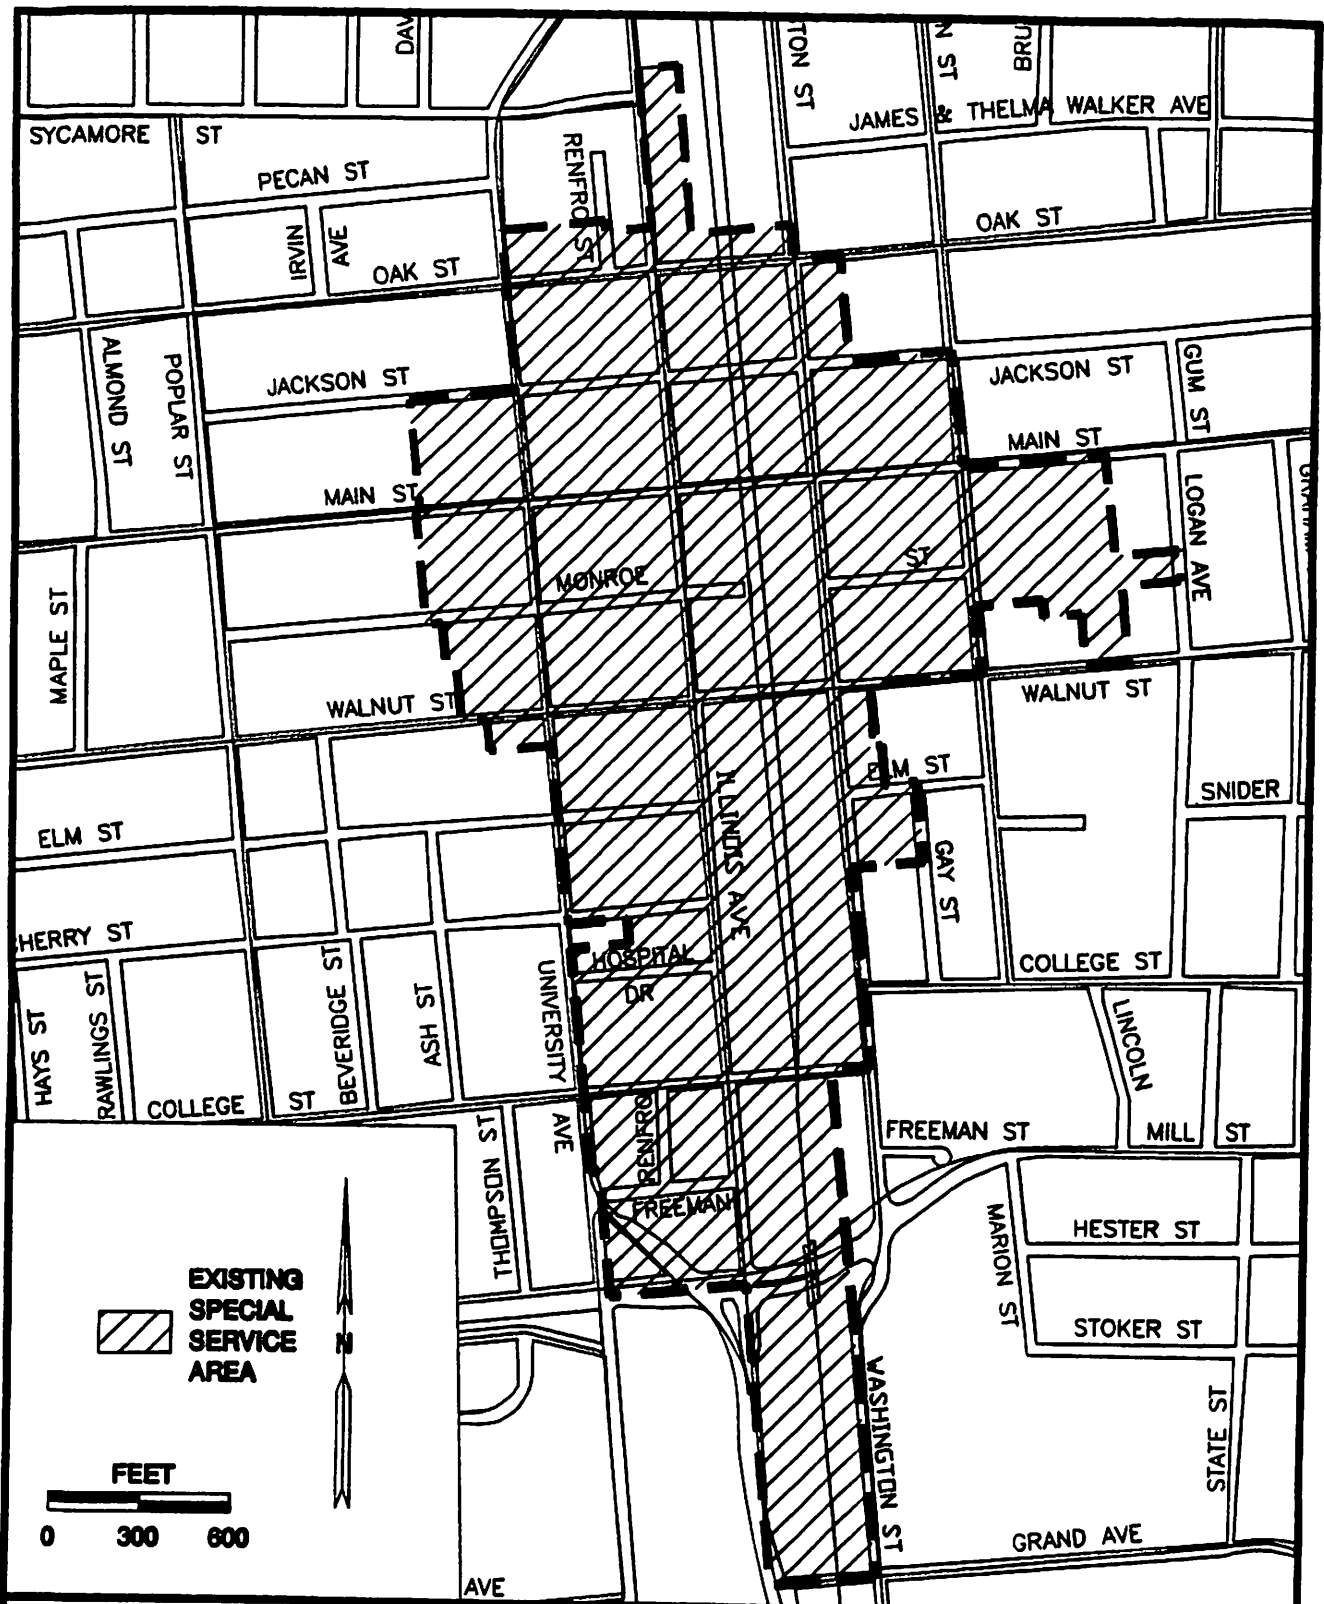 DAV
TON ST
N ST
BRU
JAMES & THELMA WALKER AVE
SYCAMORE ST
PECAN ST
RENFRO ST
OAK ST
IRVIN AVE
OAK ST
ALMOND ST
POPLAR ST
JACKSON ST
JACKSON ST
GUM ST
MAIN ST
MAIN ST
LOGAN AVE
MONROE ST
MAPLE ST
WALNUT ST
WALNUT ST
ELM ST
SNIDER
ILLINOIS AVE
ELM ST
GAY ST
HERRY ST
HOSPITAL DR
COLLEGE ST
HAYS ST
RAWLINGS ST
BEVERIDGE ST
ASH ST
UNIVERSITY AVE
LINCOLN
COLLEGE ST
RENFRO
THOMPSON ST
FREEMAN ST
MILL ST
FREEMAN
MARION ST
HESTER ST
STOKER ST
WASHINGTON ST
STATE ST
GRAND AVE
EXISTING
SPECIAL
SERVICE
AREA
N
FEET
0 300 600
AVE